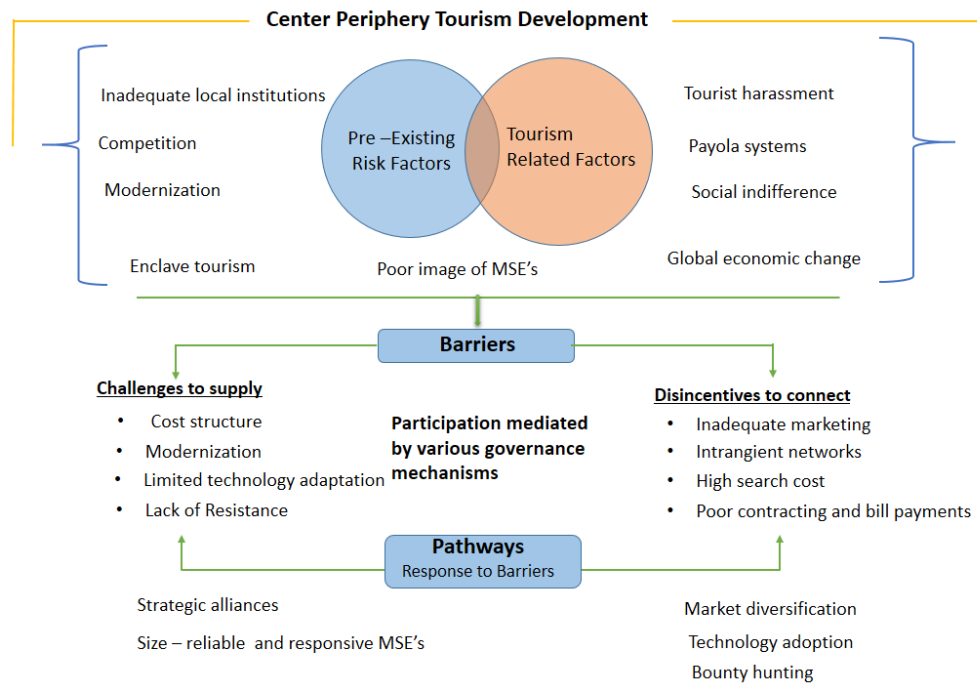 Center Periphery Tourism Development
Inadequate local institutions
Competition
Modernization
Enclave tourism
Pre –Existing
Risk Factors
Tourism
Related Factors
Poor image of MSE's
Tourist harassment
Payola systems
Social indifference
Global economic change
Barriers
Challenges to supply
• Cost structure
• Modernization
• Limited technology adaptation
• Lack of Resistance
Participation mediated
by various governance
mechanisms
Disincentives to connect
• Inadequate marketing
• Intrangient networks
• High search cost
• Poor contracting and bill payments
Pathways
Response to Barriers
Strategic alliances
Size – reliable and responsive MSE's
Market diversification
Technology adoption
Bounty hunting